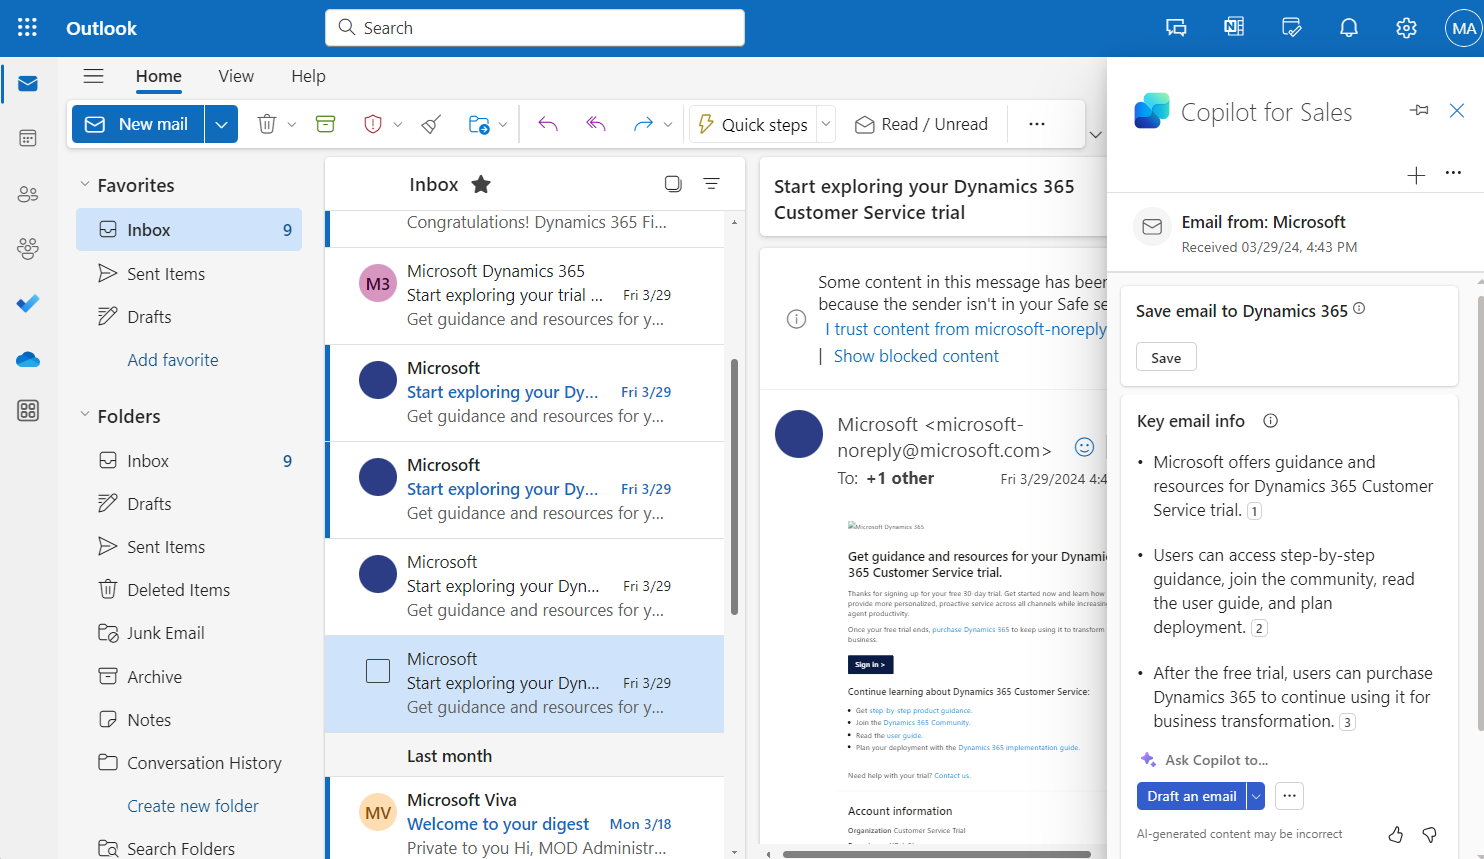 Outlook
Search
MA
Home
View
Help
New mail
Quick steps
Read / Unread
Favorites
Inbox
9
Sent Items
Drafts
Add favorite
Folders
Inbox
9
Drafts
Sent Items
Deleted Items
Junk Email
Archive
Notes
Conversation History
Create new folder
Search Folders
Inbox
Congratulations! Dynamics 365 Fi...
M3
Microsoft Dynamics 365
Start exploring your trial ...
Fri 3/29
Get guidance and resources for y...
Microsoft
Start exploring your Dy...
Fri 3/29
Get guidance and resources for y...
Microsoft
Start exploring your Dy...
Fri 3/29
Get guidance and resources for y...
Microsoft
Start exploring your Dyn...
Fri 3/29
Get guidance and resources for y...
Microsoft
Start exploring your Dyn...
Fri 3/29
Get guidance and resources for y...
Last month
MV
Microsoft Viva
Welcome to your digest
Mon 3/18
Private to you Hi, MOD Administr...
Start exploring your Dynamics 365
Customer Service trial
Some content in this message has been
because the sender isn't in your Safe se
I trust content from microsoft-noreply
| Show blocked content
Microsoft <microsoft-
noreply@microsoft.com>
To: +1 other
Fri 3/29/2024 4:4
Microsoft Dynamics 365
Get guidance and resources for your Dynamic
365 Customer Service trial.
Thanks for signing up for your free 30-day trial. Get started now and learn how
provide more personalized, proactive service across all channels while increasing
agent productivity.
Once your free trial ends, purchase Dynamics 365 to keep using it to transform
business.
Sign in >
Continue learning about Dynamics 365 Customer Service:
• Get step-by-step product guidance.
• Join the Dynamics 365 Community.
• Read the user guide.
• Plan your deployment with the Dynamics 365 implementation guide.
Need help with your trial? Contact us.
Account information
Organization Customer Service Trial
Copilot for Sales
Email from: Microsoft
Received 03/29/24, 4:43 PM
Save email to Dynamics 365
Save
Key email info
• Microsoft offers guidance and
resources for Dynamics 365 Customer
Service trial. 1
• Users can access step-by-step
guidance, join the community, read
the user guide, and plan
deployment. 2
• After the free trial, users can purchase
Dynamics 365 to continue using it for
business transformation. 3
Ask Copilot to...
Draft an email
AI-generated content may be incorrect